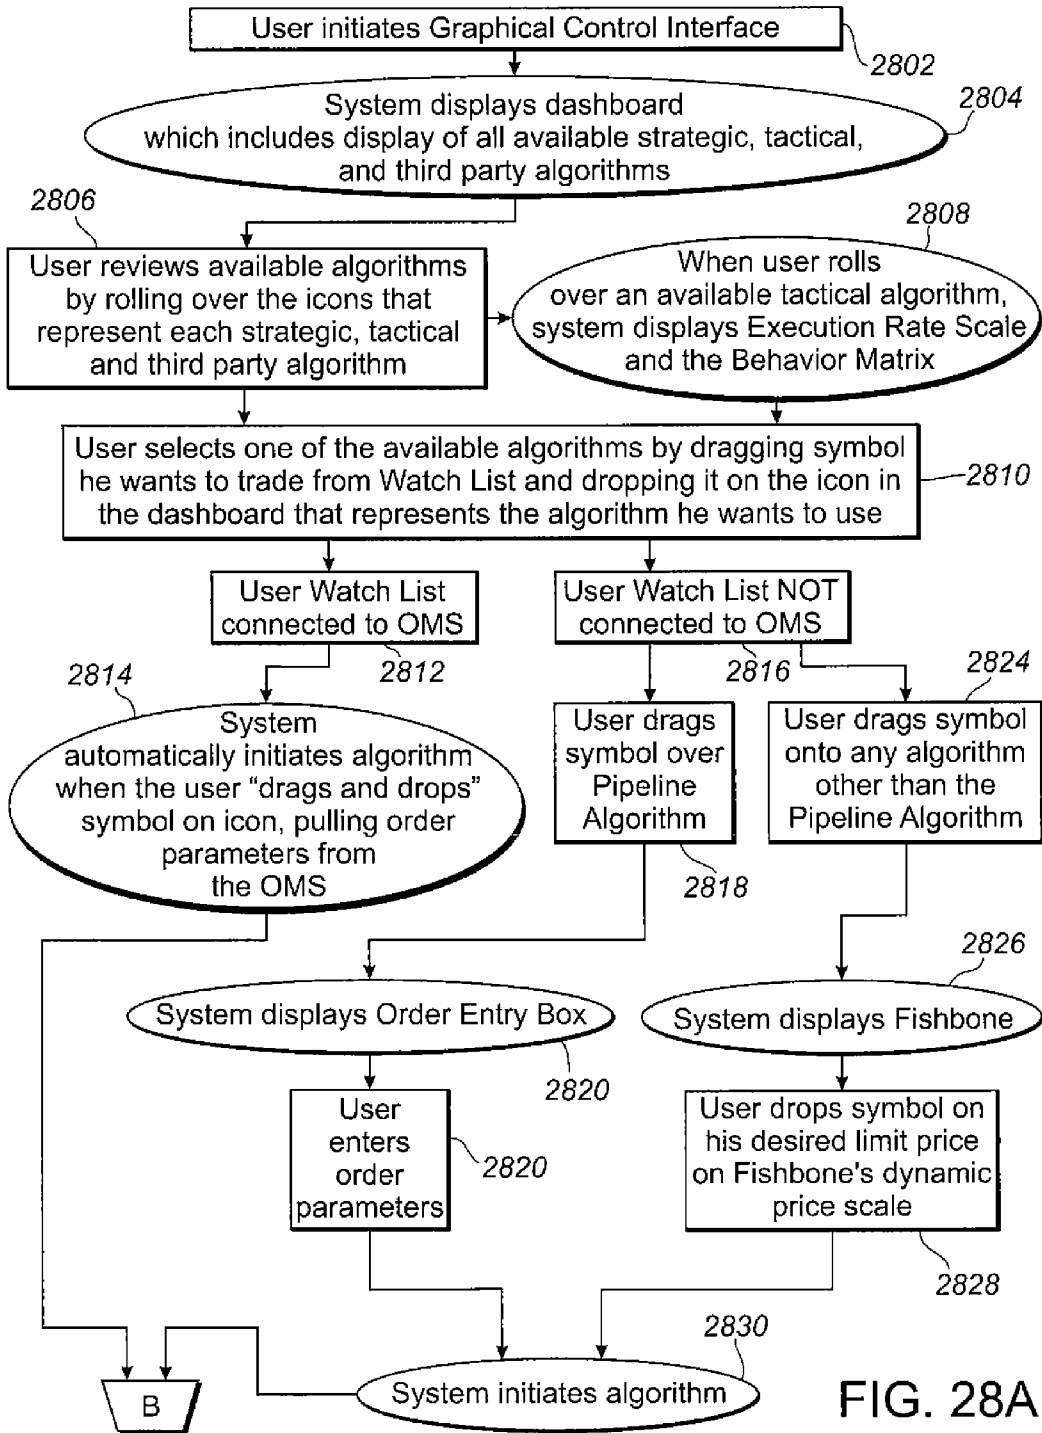 User initiates Graphical Control Interface
2802
System displays dashboard
which includes display of all available strategic, tactical,
and third party algorithms
2804
2806
User reviews available algorithms
by rolling over the icons that
represent each strategic, tactical
and third party algorithm
2808
When user rolls
over an available tactical algorithm,
system displays Execution Rate Scale
and the Behavior Matrix
User selects one of the available algorithms by dragging symbol
he wants to trade from Watch List and dropping it on the icon in
the dashboard that represents the algorithm he wants to use
2810
User Watch List
connected to OMS
2812
User Watch List NOT
connected to OMS
2816
2814
System
automatically initiates algorithm
when the user “drags and drops”
symbol on icon, pulling order
parameters from
the OMS
User drags
symbol over
Pipeline
Algorithm
2818
2824
User drags symbol
onto any algorithm
other than the
Pipeline Algorithm
System displays Order Entry Box
2820
2826
System displays Fishbone
User
enters
order
parameters
2820
User drops symbol on
his desired limit price
on Fishbone's dynamic
price scale
2828
2830
System initiates algorithm
B
FIG. 28A